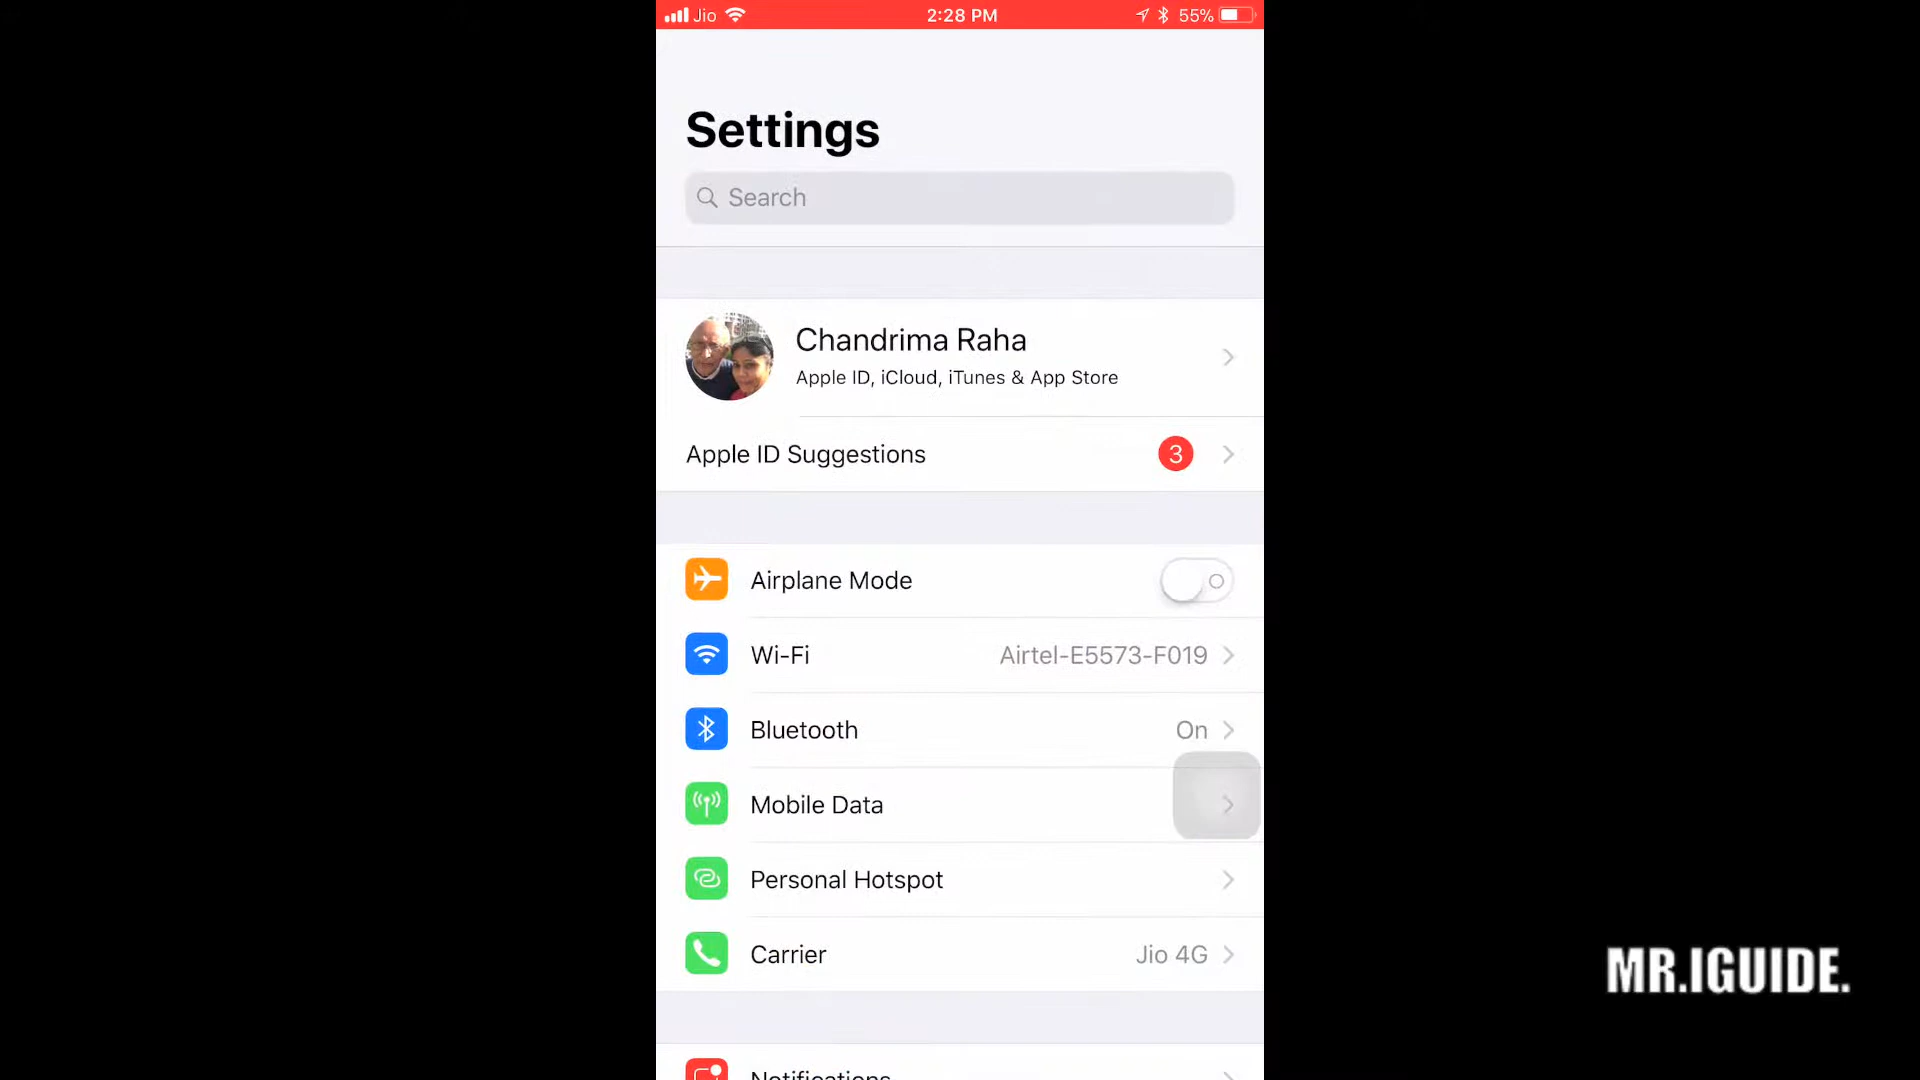 Jio 2:28 PM 55%
Settings
Search
Chandrima Raha
Apple ID, iCloud, iTunes & App Store
Apple ID Suggestions 3
Airplane Mode
Wi-Fi Airtel-E5573-F019
Bluetooth On
Mobile Data
Personal Hotspot
Carrier Jio 4G
MR.IGUIDE.
Notifications